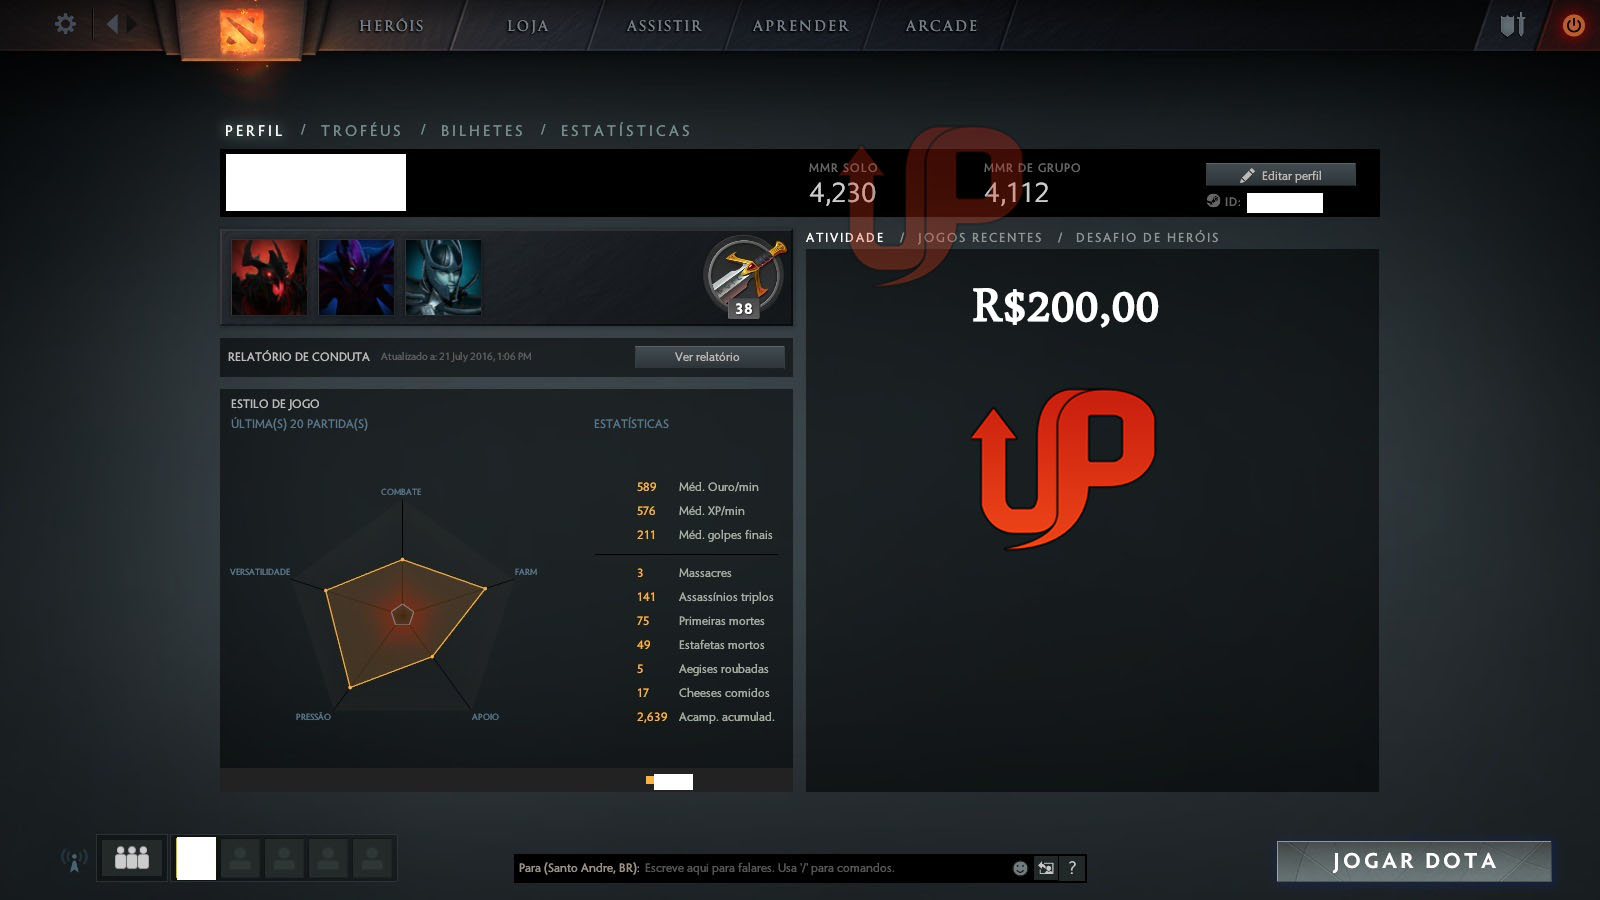 HERÓIS LOJA ASSISTIR APRENDER ARCADE
PERFIL / TROFÉUS / BILHETES / ESTATÍSTICAS
MMR SOLO
4,230
MMR DE GRUPO
4,112
Editar perfil
ID:
38
ATIVIDADE / JOGOS RECENTES / DESAFIO DE HERÓIS
RELATÓRIO DE CONDUTA Atualizado a: 21 July 2016, 1:06 PM
Ver relatório
ESTILO DE JOGO
ÚLTIMA(S) 20 PARTIDA(S)
COMBATE
VERSATILIDADE
FARM
PRESSÃO
APOIO
ESTATÍSTICAS
589 Méd. Ouro/min
576 Méd. XP/min
211 Méd. golpes finais
3 Massacres
141 Assassínios triplos
75 Primeiras mortes
49 Estafetas mortos
5 Aegises roubadas
17 Cheeses comidos
2,639 Acamp. acumulad.
R$200,00
UP
UP
Para (Santo Andre, BR): Escreve aqui para falares. Usa '/' para comandos.
?
JOGAR DOTA